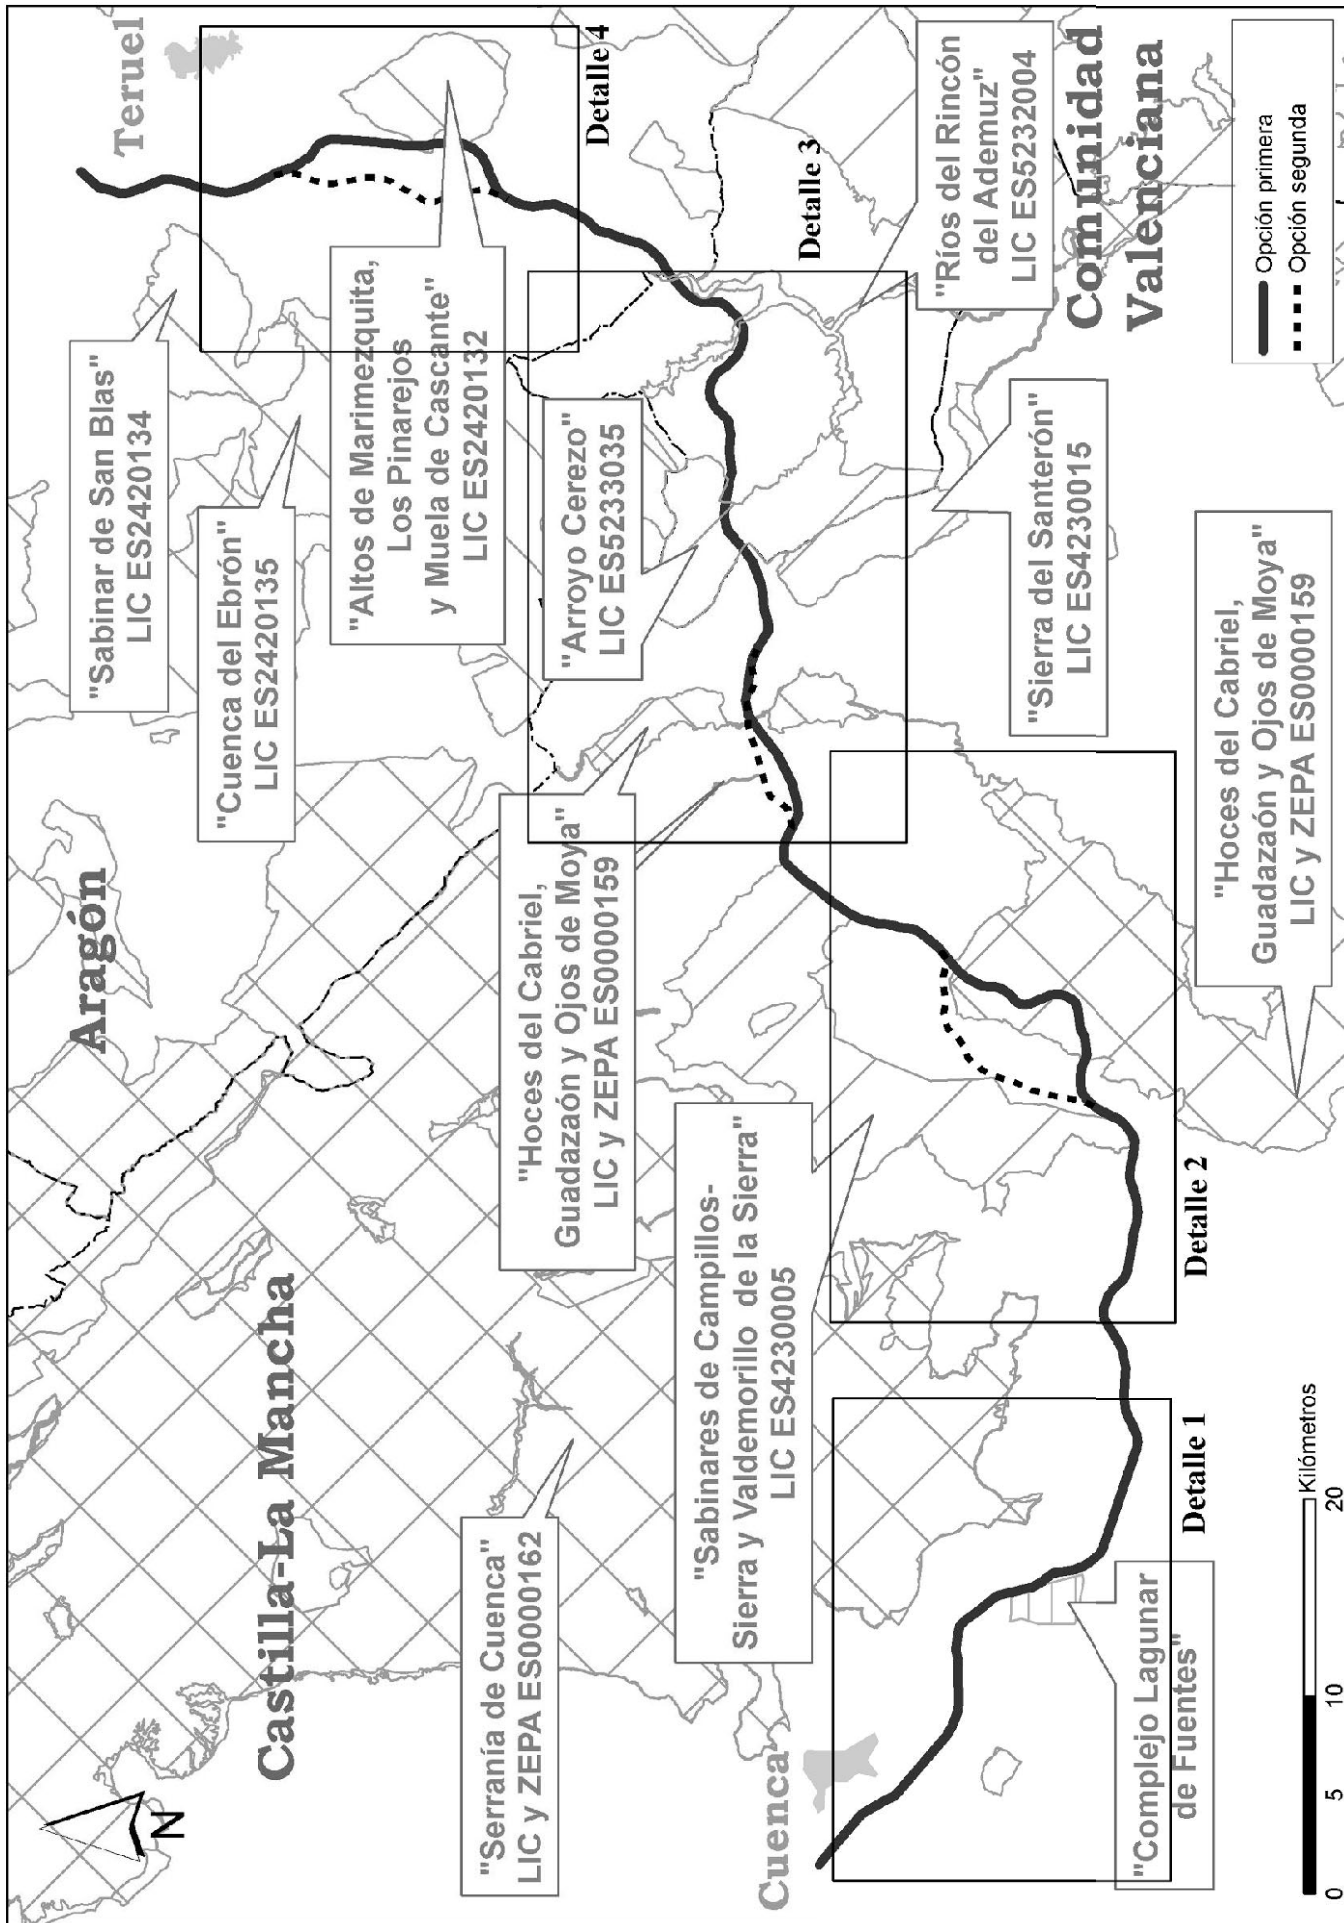 Aragón
Teruel
"Sabinar de San Blas"
LIC ES2420134
"Cuenca del Ebrón"
LIC ES2420135
Castilla-La Mancha
"Altos de Marimezquita,
Los Pinarejos
y Muela de Cascante"
LIC ES2420132
Detalle 4
"Serranía de Cuenca"
LIC y ZEPA ES0000162
"Hoces del Cabriel,
Guadazaón y Ojos de Moya"
LIC y ZEPA ES0000159
"Arroyo Cerezo"
LIC ES5233035
Detalle 3
"Sabinares de Campillos-
Sierra y Valdemorillo de la Sierra"
LIC ES4230005
"Ríos del Rincón
del Ademuz"
LIC ES5232004
Cuenca
Comunidad
Valenciana
"Sierra del Santerón"
LIC ES4230015
Detalle 1
Detalle 2
"Complejo Lagunar
de Fuentes"
"Hoces del Cabriel,
Guadazaón y Ojos de Moya"
LIC y ZEPA ES0000159
Opción primera
Opción segunda
N
Kilómetros
0 5 10 20